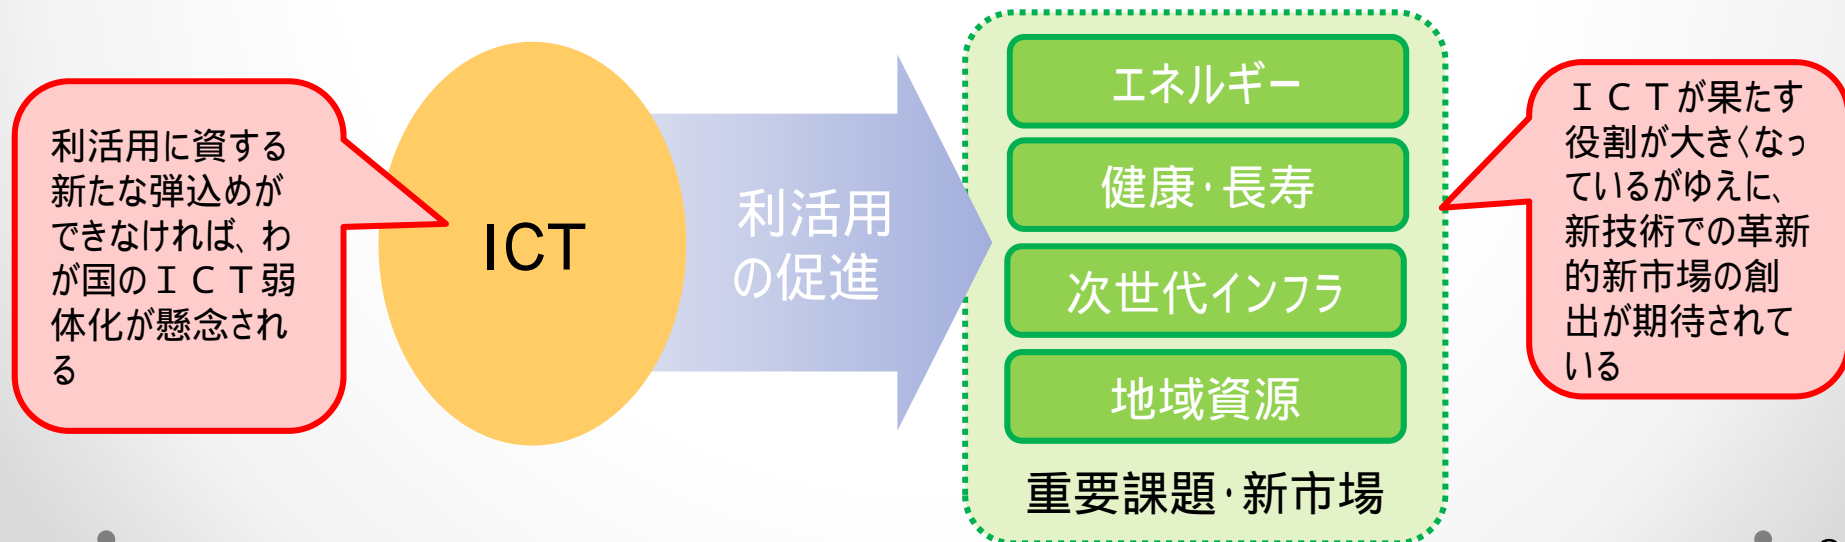 利活用に資する
新たな弾込めが
できなければ、わ
が国のＩＣＴ弱
体化が懸念され
る
ICT
利活用
の促進
エネルギー
健康・長寿
次世代インフラ
地域資源
重要課題・新市場
ＩＣＴが果たす
役割が大きくなっ
ているがゆえに、
新技術での革新
的新市場の創
出が期待されて
いる